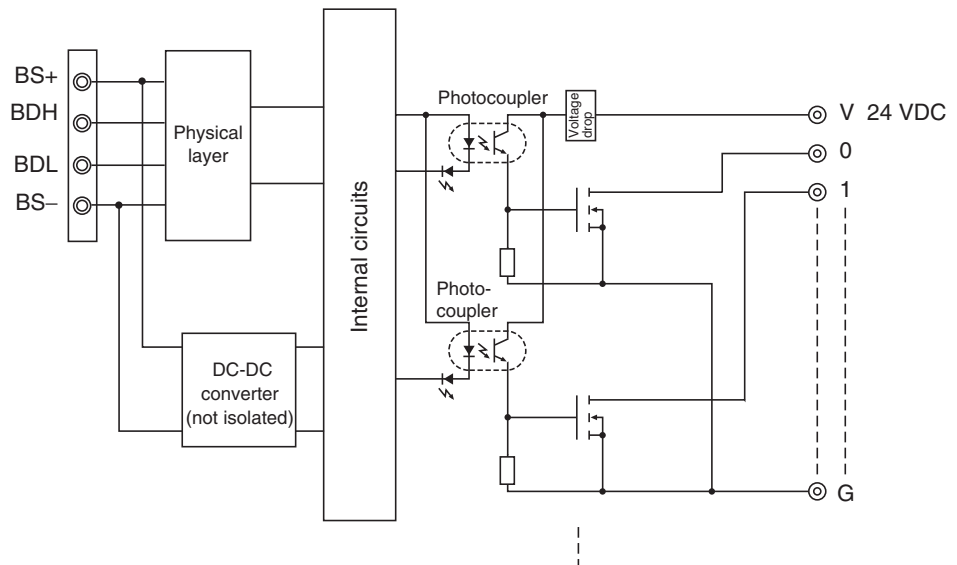 BS+
BDH
BDL
BS−
Physical
layer
DC-DC
converter
(not isolated)
Internal circuits
Photocoupler
Voltage
drop
Photo-
coupler
V 24 VDC
0
1
G